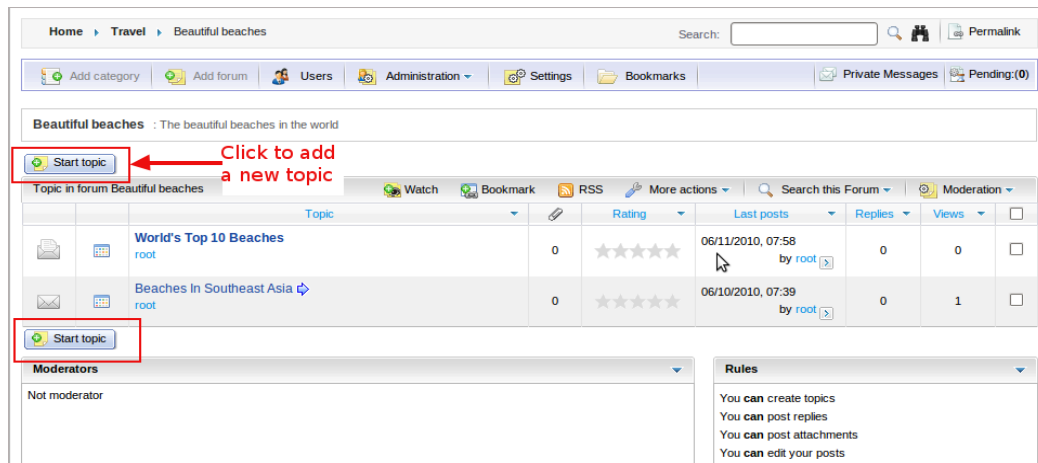 Home Travel Beautiful beaches Search: Permalink
Add category Add forum Users Administration Settings Bookmarks Private Messages Pending:(0)
Beautiful beaches : The beautiful beaches in the world
Start topic
Click to add
a new topic
Topic in forum Beautiful beaches Watch Bookmark RSS More actions Search this Forum Moderation
Topic Rating Last posts Replies Views
World's Top 10 Beaches
root
0
06/11/2010, 07:58
by root
0 0
Beaches In Southeast Asia
root
0
06/10/2010, 07:39
by root
0 1
Start topic
Moderators
Not moderator
Rules
You can create topics
You can post replies
You can post attachments
You can edit your posts